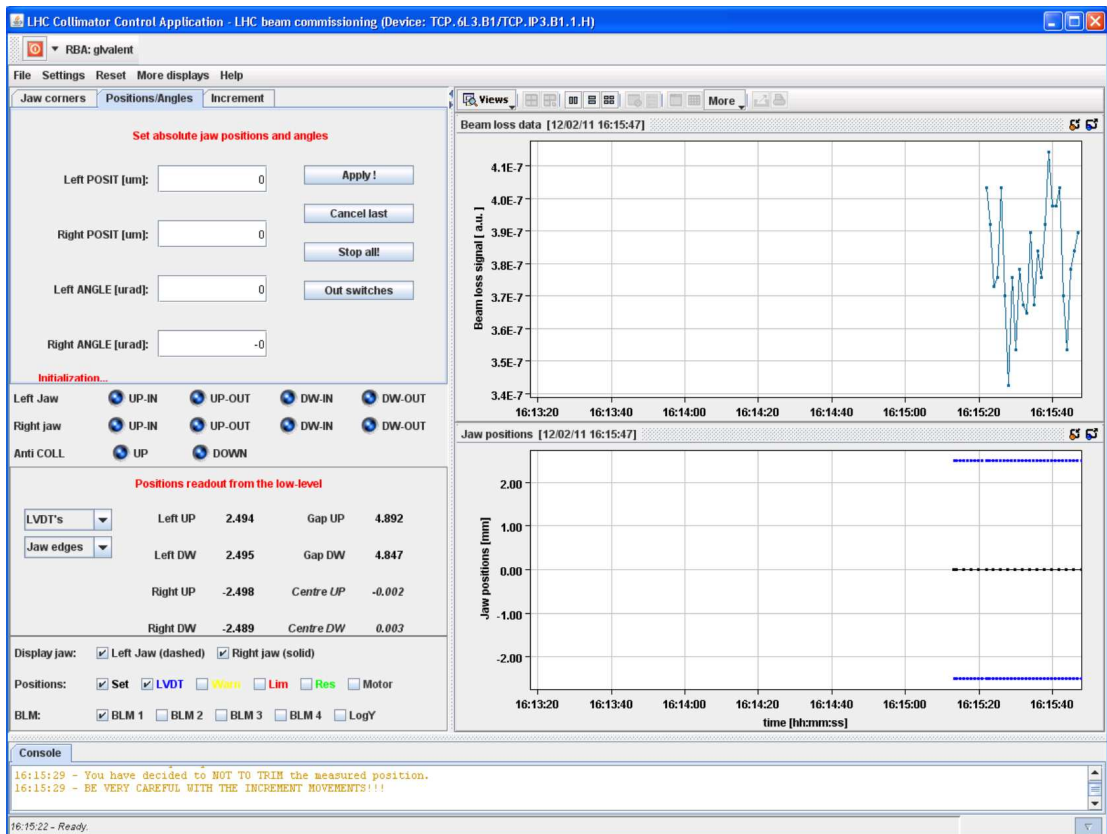 LHC Collimator Control Application - LHC beam commissioning (Device: TCP.6L3.B1/TCP.IP3.B1.1.H)
RBA: glvalent
File Settings Reset More displays Help
Jaw corners Positions/Angles Increment
Set absolute jaw positions and angles
Left POSIT [um]: 0 Apply !
Cancel last
Right POSIT [um]: 0
Stop all!
Left ANGLE [urad]: 0 Out switches
Right ANGLE [urad]: -0
Initialization...
Left Jaw UP-IN UP-OUT DW-IN DW-OUT
Right jaw UP-IN UP-OUT DW-IN DW-OUT
Anti COLL UP DOWN
Positions readout from the low-level
LVDT's Left UP 2.494 Gap UP 4.892
Jaw edges Left DW 2.495 Gap DW 4.847
Right UP -2.498 Centre UP -0.002
Right DW -2.489 Centre DW 0.003
Display jaw: Left Jaw (dashed) Right jaw (solid)
Positions: Set LVDT Warn Lim Res Motor
BLM: BLM 1 BLM 2 BLM 3 BLM 4 LogY
Views More
Beam loss data [12/02/11 16:15:47]
Beam loss signal [ a.u. ]
4.1E-7
4.0E-7
3.9E-7
3.8E-7
3.7E-7
3.6E-7
3.5E-7
3.4E-7
16:13:20 16:13:40 16:14:00 16:14:20 16:14:40 16:15:00 16:15:20 16:15:40
Jaw positions [12/02/11 16:15:47]
Jaw positions [mm]
2.00
1.00
0.00
-1.00
-2.00
16:13:20 16:13:40 16:14:00 16:14:20 16:14:40 16:15:00 16:15:20 16:15:40
time [hh:mm:ss]
Console
16:15:29 - You have decided to NOT TO TRIM the measured position.
16:15:29 - BE VERY CAREFUL WITH THE INCREMENT MOVEMENTS!!!
16:15:22 - Ready.